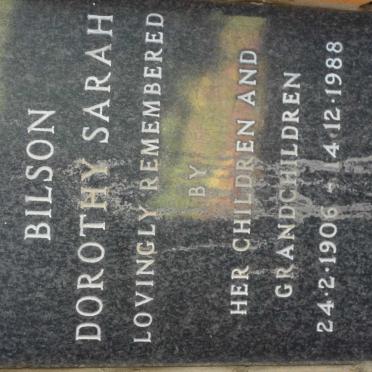 BILSON
DOROTHY SARAH
LOVINGLY REMEMBERED
BY
HER CHILDREN AND
GRANDCHILDREN
24·2·1906 - 4·12·1988